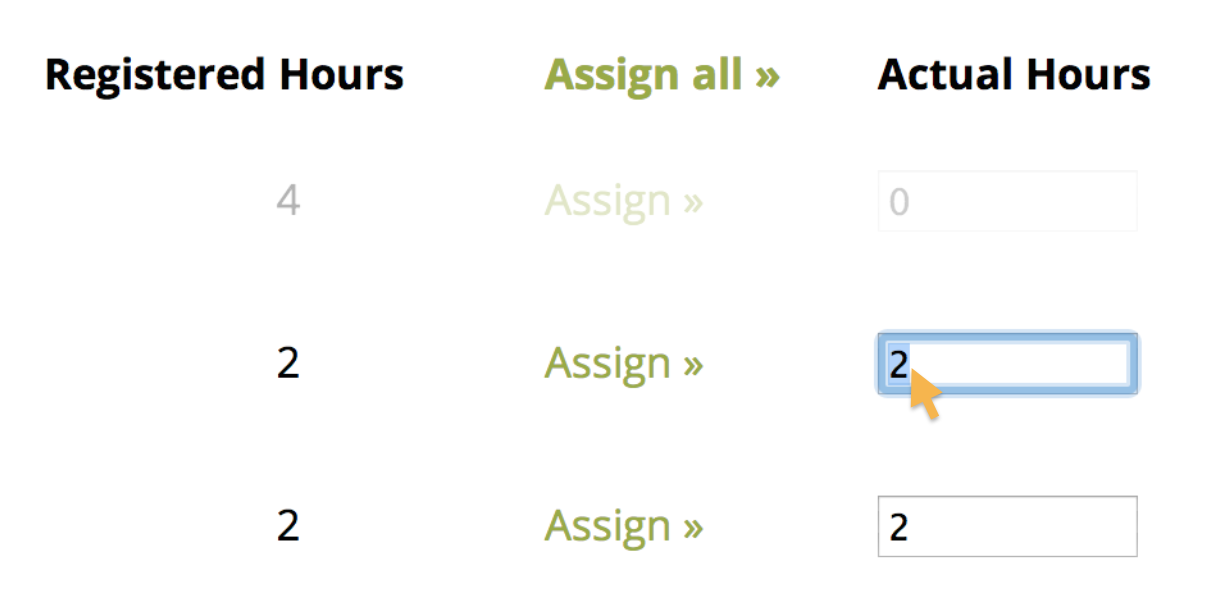 Registered Hours Assign all » Actual Hours
4 Assign » 0
2 Assign » 2
2 Assign » 2